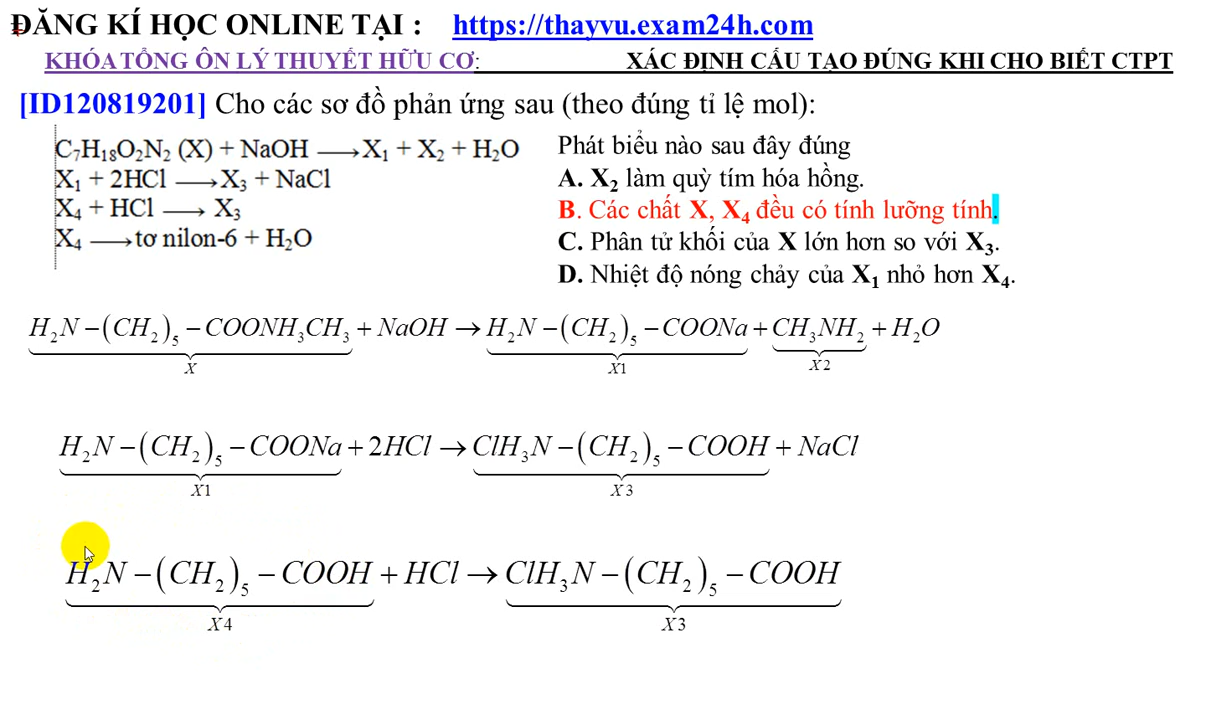 ĐĂNG KÍ HỌC ONLINE TẠI : https://thayvu.exam24h.com
KHÓA TỔNG ÔN LÝ THUYẾT HỮU CƠ: XÁC ĐỊNH CẤU TẠO ĐÚNG KHI CHO BIẾT CTPT
[ID120819201] Cho các sơ đồ phản ứng sau (theo đúng tỉ lệ mol):
C₇H₁₈O₂N₂ (X) + NaOH ⟶ X₁ + X₂ + H₂O
X₁ + 2HCl ⟶ X₃ + NaCl
X₄ + HCl ⟶ X₃
X₄ ⟶ tơ nilon-6 + H₂O
Phát biểu nào sau đây đúng
A. X₂ làm quỳ tím hóa hồng.
B. Các chất X, X₄ đều có tính lưỡng tính.
C. Phân tử khối của X lớn hơn so với X₃.
D. Nhiệt độ nóng chảy của X₁ nhỏ hơn X₄.
H₂N − (CH₂)₅ − COONH₃CH₃ + NaOH → H₂N − (CH₂)₅ − COONa + CH₃NH₂ + H₂O
X X1 X2
H₂N − (CH₂)₅ − COONa + 2HCl → ClH₃N − (CH₂)₅ − COOH + NaCl
X1 X3
H₂N − (CH₂)₅ − COOH + HCl → ClH₃N − (CH₂)₅ − COOH
X4 X3